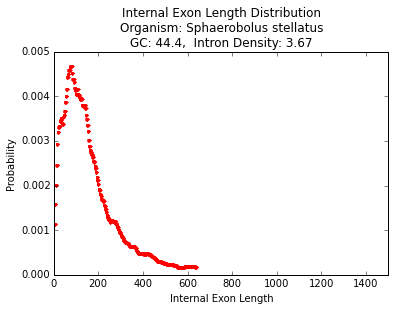 Internal Exon Length Distribution
Organism: Sphaerobolus stellatus
GC: 44.4,  Intron Density: 3.67
0.005
0.004
0.003
0.002
0.001
0.000
Probability
0 200 400 600 800 1000 1200 1400
Internal Exon Length